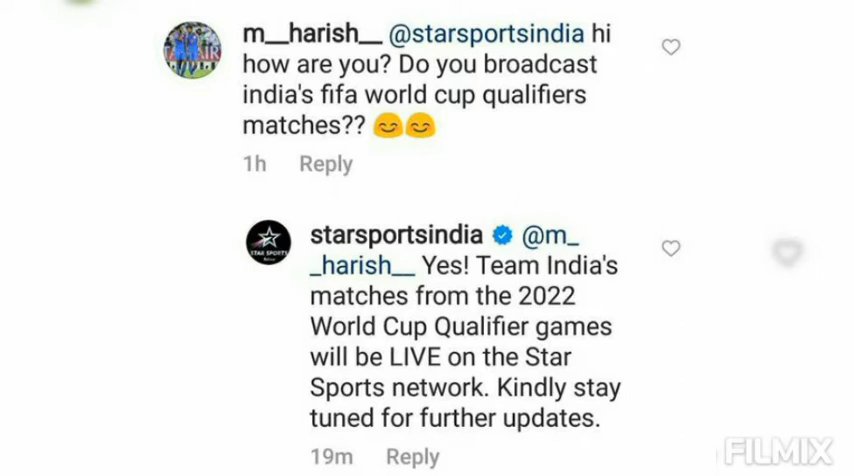 m__harish__ @starsportsindia hi
how are you? Do you broadcast
india's fifa world cup qualifiers
matches?? 😊😊
1h Reply
starsportsindia @m_
_harish__ Yes! Team India's
matches from the 2022
World Cup Qualifier games
will be LIVE on the Star
Sports network. Kindly stay
tuned for further updates.
19m Reply
STAR SPORTS
FILMIX